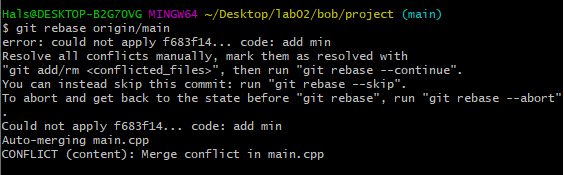 Hals@DESKTOP-B2G7OVG MINGW64 ~/Desktop/lab02/bob/project (main)
$ git rebase origin/main
error: could not apply f683f14... code: add min
Resolve all conflicts manually, mark them as resolved with
"git add/rm <conflicted_files>", then run "git rebase --continue".
You can instead skip this commit: run "git rebase --skip".
To abort and get back to the state before "git rebase", run "git rebase --abort"
.
Could not apply f683f14... code: add min
Auto-merging main.cpp
CONFLICT (content): Merge conflict in main.cpp